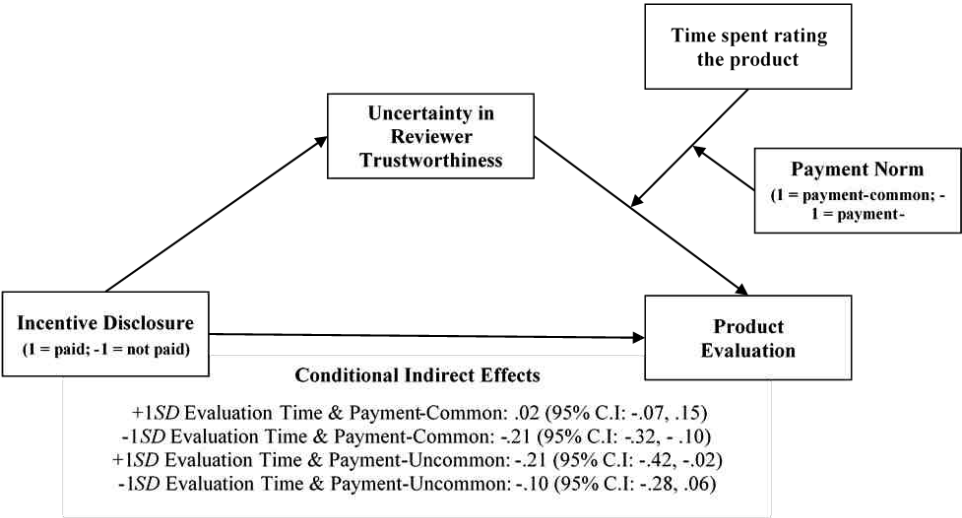 Time spent rating
the product
Uncertainty in
Reviewer
Trustworthiness
Payment Norm
(1 = payment-common; -
1 = payment-
Incentive Disclosure
(1 = paid; -1 = not paid)
Product
Evaluation
Conditional Indirect Effects
+1SD Evaluation Time & Payment-Common: .02 (95% C.I: -.07, .15)
-1SD Evaluation Time & Payment-Common: -.21 (95% C.I: -.32, - .10)
+1SD Evaluation Time & Payment-Uncommon: -.21 (95% C.I: -.42, -.02)
-1SD Evaluation Time & Payment-Uncommon: -.10 (95% C.I: -.28, .06)